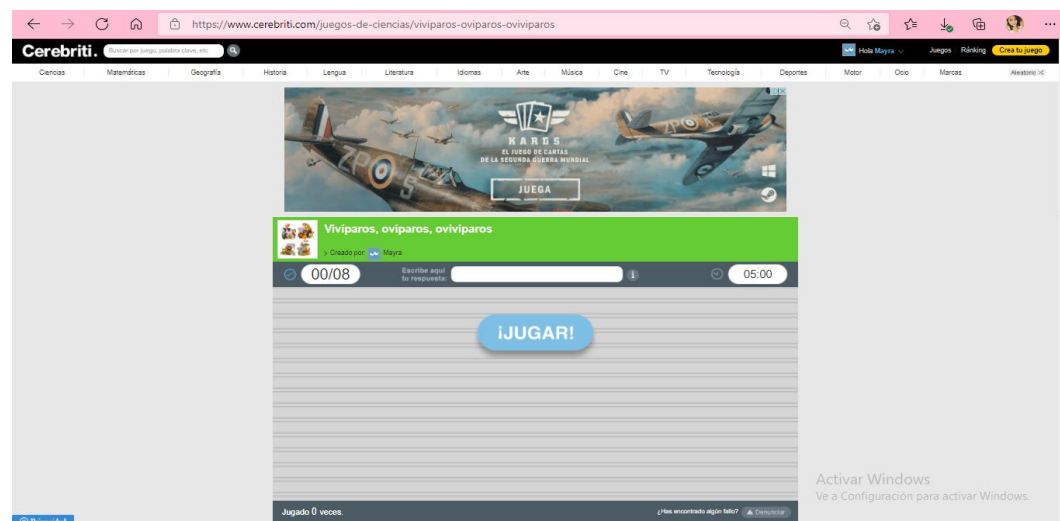 https://www.cerebriti.com/juegos-de-ciencias/viviparos-oviparos-oviviparos
Cerebriti. Buscar por juego, palabra clave, etc Hola Mayra Juegos Ránking Crea tu juego
Ciencias Matemáticas Geografía Historia Lengua Literatura Idiomas Arte Música Cine TV Tecnología Deportes Motor Ocio Marcas Aleatorio
KARDS
EL JUEGO DE CARTAS
DE LA SEGUNDA GUERRA MUNDIAL
JUEGA
Viviparos, oviparos, oviviparos
> Creado por Mayra
00/08 Escribe aquí 05:00
tu respuesta:
¡JUGAR!
Activar Windows
Ve a Configuración para activar Windows.
Jugado 0 veces. ¿Has encontrado algún fallo? Denunciar